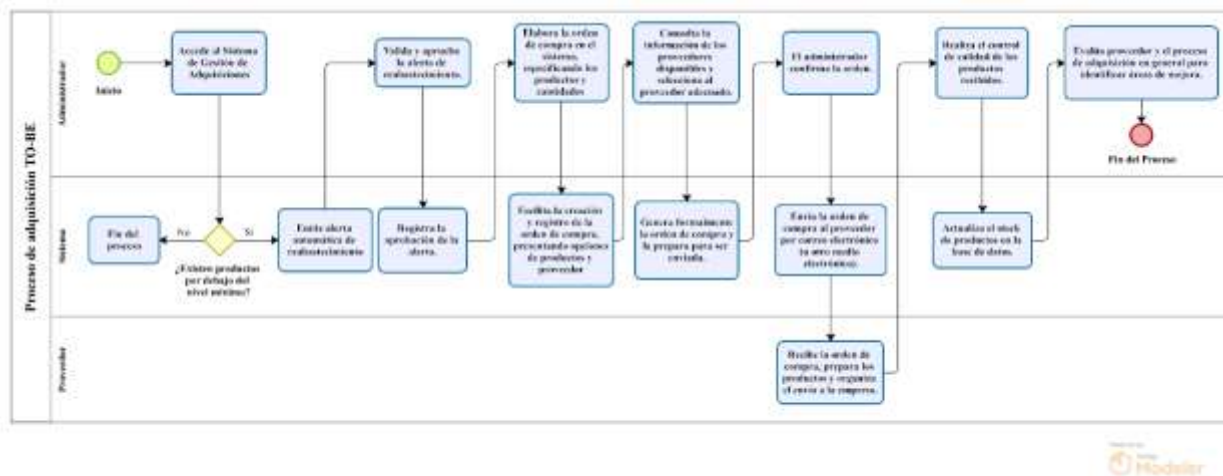 Proceso de adquisición TO-BE
Administrador
Inicio
Accede al Sistema
de Gestión de
Adquisiciones
Valida y aprueba
la alerta de
reabastecimiento.
Elabora la orden
de compra en el
sistema,
especificando los
productos y
cantidades
Consulta la
información de los
proveedores
disponibles y
selecciona al
proveedor adecuado.
El administrador
confirma la orden.
Realiza el control
de calidad de los
productos
recibidos.
Evalúa proveedor y el proceso
de adquisición en general para
identificar áreas de mejora.
Fin del Proceso
Sistema
Fin del
proceso
No
Si
¿Existen productos
por debajo del
nivel mínimo?
Emite alerta
automática de
reabastecimiento
Registra la
aprobación de la
alerta.
Facilita la creación
y registro de la
orden de compra,
presentando opciones
de productos y
proveedor
Genera formalmente
la orden de compra y
la prepara para ser
enviada.
Envía la orden de
compra al proveedor
por correo electrónico
(u otro medio
electrónico).
Actualiza el stock
de productos en la
base de datos.
Proveedor
Recibe la orden de
compra, prepara los
productos y organiza
el envío a la empresa.
Modeler